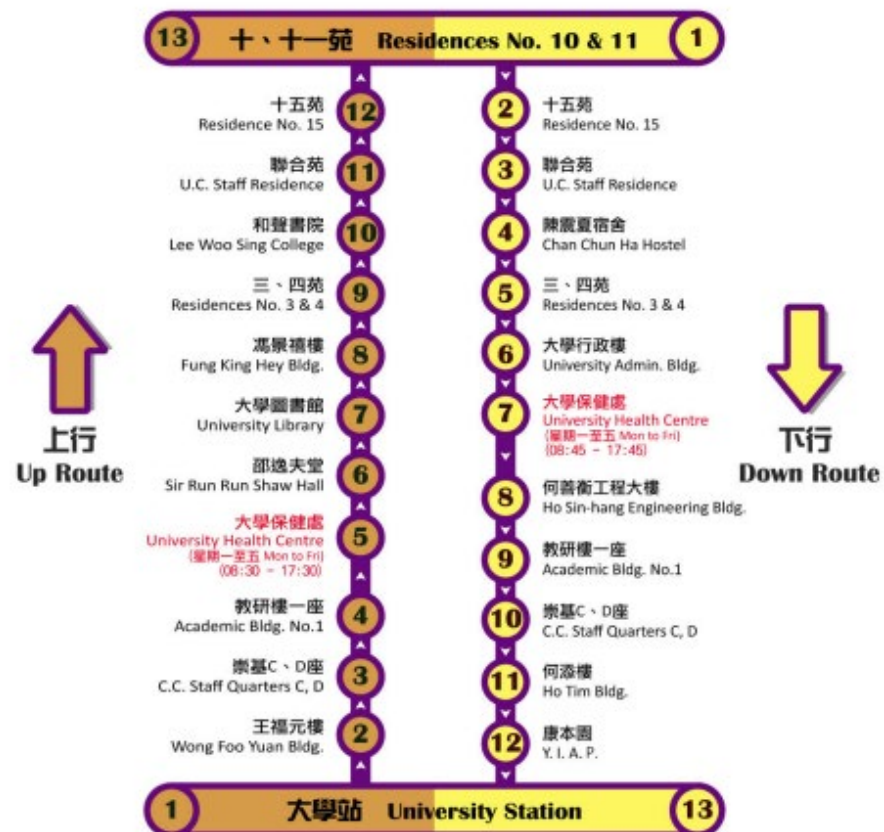 13 十、十一苑 Residences No. 10 & 11 1
12
十五苑
Residence No. 15
11
聯合苑
U.C. Staff Residence
10
和聲書院
Lee Woo Sing College
9
三、四苑
Residences No. 3 & 4
8
馮景禧樓
Fung King Hey Bldg.
7
大學圖書館
University Library
6
邵逸夫堂
Sir Run Run Shaw Hall
5
大學保健處
University Health Centre
(星期一至五 Mon to Fri)
(08:30 - 17:30)
4
教研樓一座
Academic Bldg. No.1
3
崇基C、D座
C.C. Staff Quarters C, D
2
王福元樓
Wong Foo Yuan Bldg.
上行
Up Route
2
十五苑
Residence No. 15
3
聯合苑
U.C. Staff Residence
4
陳震夏宿舍
Chan Chun Ha Hostel
5
三、四苑
Residences No. 3 & 4
6
大學行政樓
University Admin. Bldg.
7
大學保健處
University Health Centre
(星期一至五 Mon to Fri)
(08:45 - 17:45)
8
何善衡工程大樓
Ho Sin-hang Engineering Bldg.
9
教研樓一座
Academic Bldg. No.1
10
崇基C、D座
C.C. Staff Quarters C, D
11
何添樓
Ho Tim Bldg.
12
康本園
Y. I. A. P.
下行
Down Route
1 大學站 University Station 13